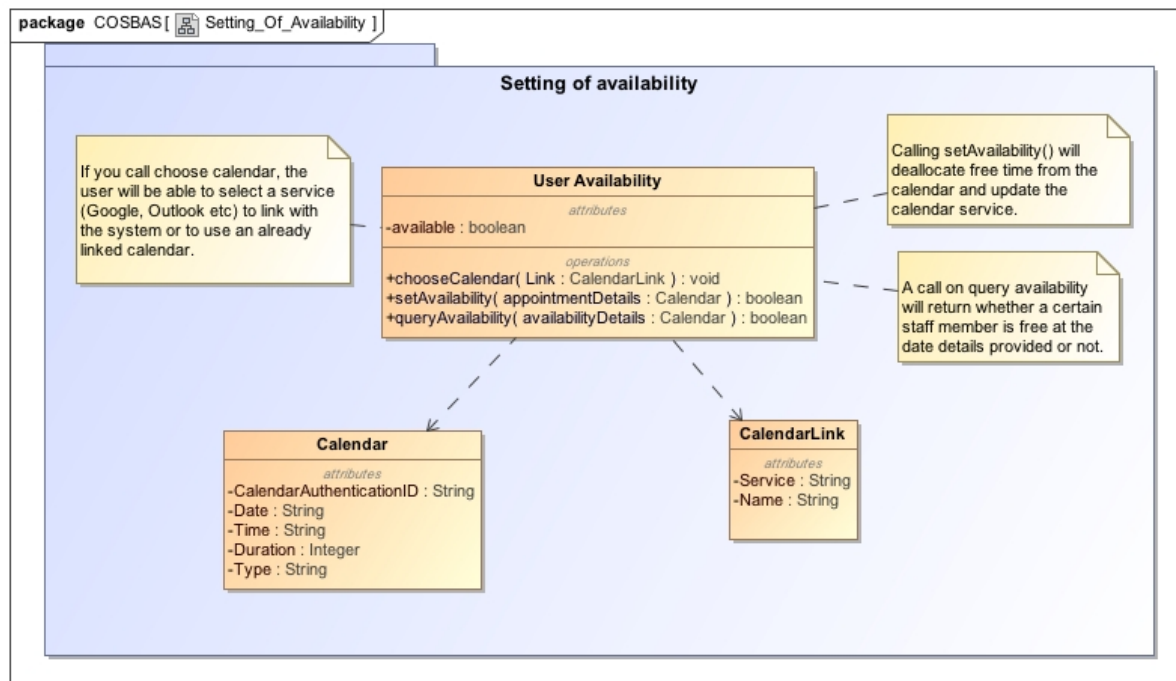 package COSBAS [ Setting_Of_Availability ]
Setting of availability
If you call choose calendar, the
user will be able to select a service
(Google, Outlook etc) to link with
the system or to use an already
linked calendar.
User Availability
attributes
-available : boolean
operations
+chooseCalendar( Link : CalendarLink ) : void
+setAvailability( appointmentDetails : Calendar ) : boolean
+queryAvailability( availabilityDetails : Calendar ) : boolean
Calling setAvailability() will
deallocate free time from the
calendar and update the
calendar service.
A call on query availability
will return whether a certain
staff member is free at the
date details provided or not.
Calendar
attributes
-CalendarAuthenticationID : String
-Date : String
-Time : String
-Duration : Integer
-Type : String
CalendarLink
attributes
-Service : String
-Name : String